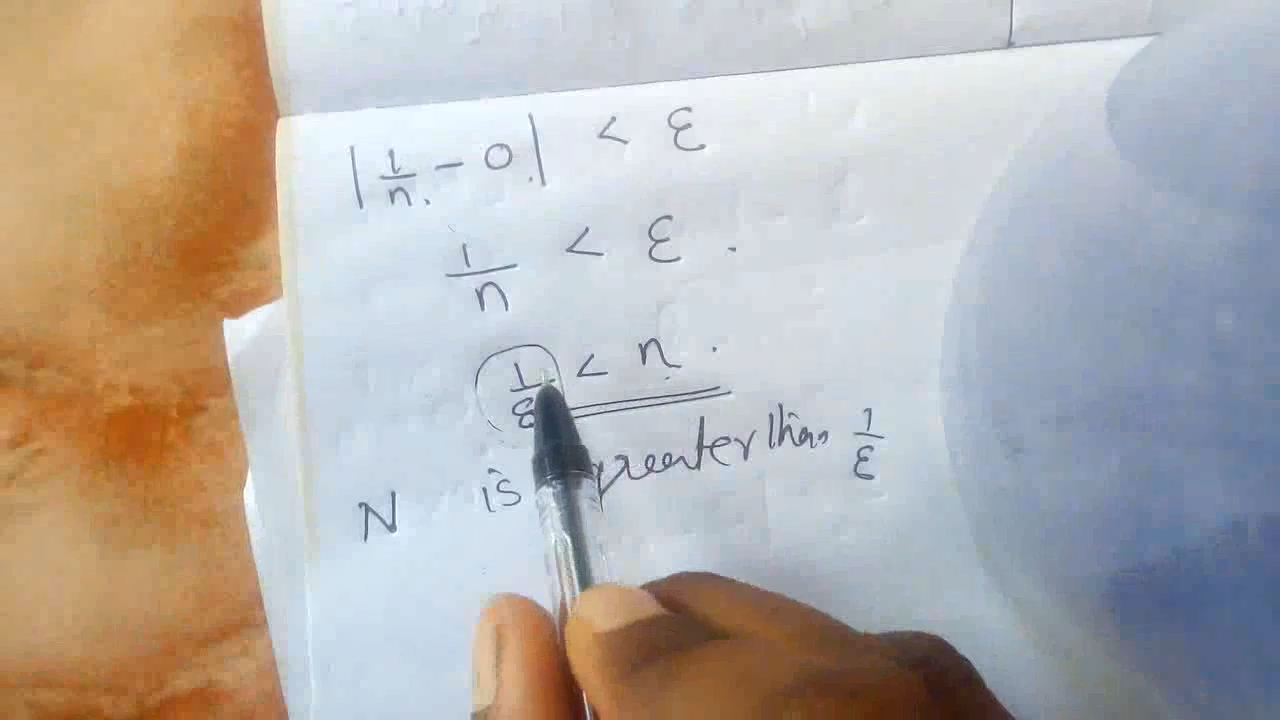 |1/n - 0| < ε
1/n < ε .
1/ε < n .
N is greater than 1/ε